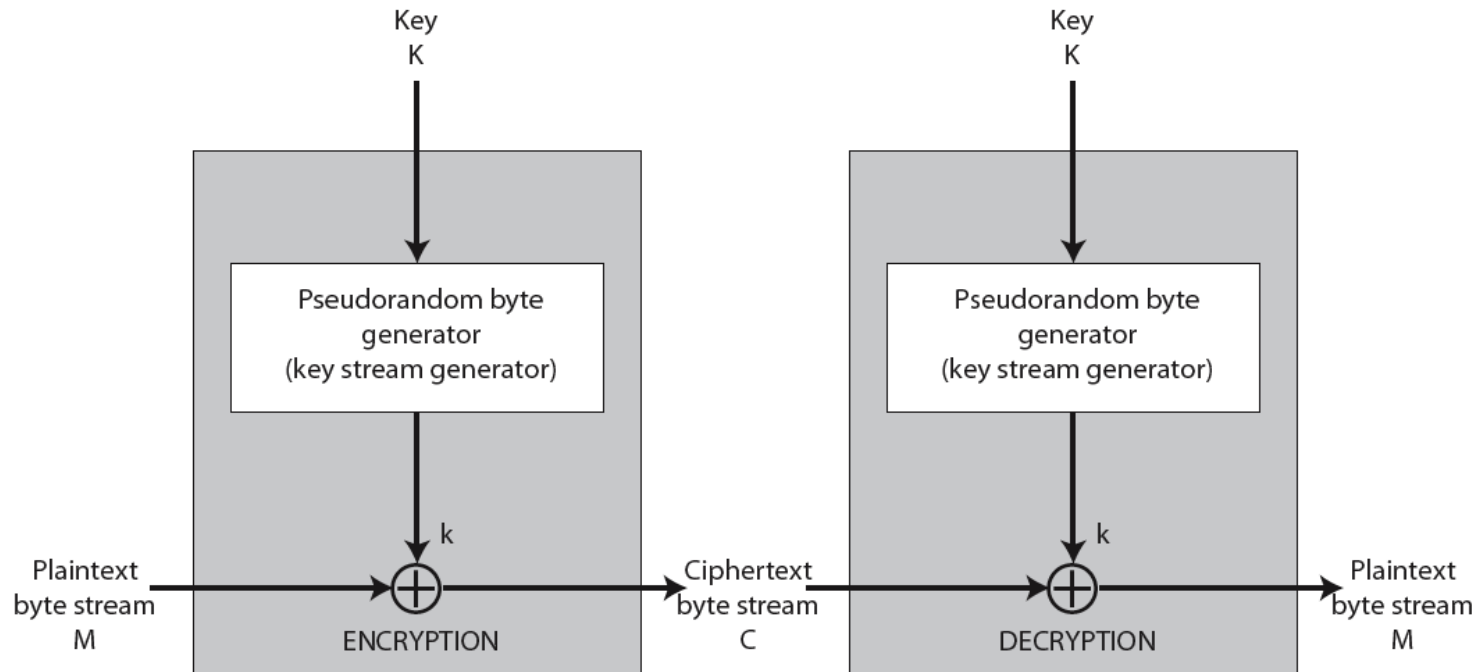 Key
K
Key
K
Pseudorandom byte
generator
(key stream generator)
Pseudorandom byte
generator
(key stream generator)
k
k
Plaintext
byte stream
M
ENCRYPTION
Ciphertext
byte stream
C
DECRYPTION
Plaintext
byte stream
M